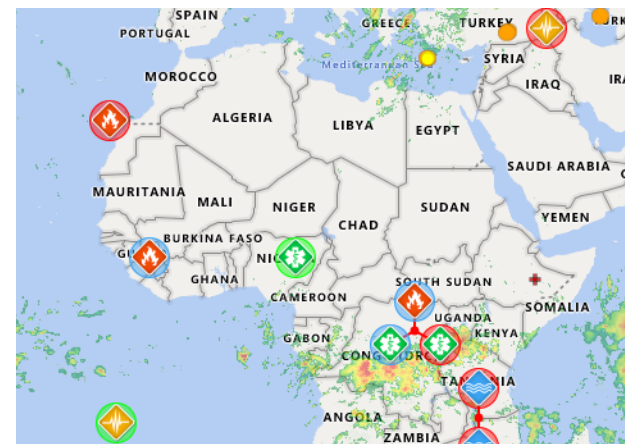 SPAIN
PORTUGAL
GREECE
TURKEY
Mediterranean Sea
SYRIA
IRAQ
MOROCCO
ALGERIA
LIBYA
EGYPT
SAUDI ARABIA
MAURITANIA
MALI
NIGER
CHAD
SUDAN
YEMEN
BURKINA FASO
GHANA
CAMEROON
SOUTH SUDAN
SOMALIA
UGANDA
KENYA
GABON
CONGO
ANGOLA
ZAMBIA